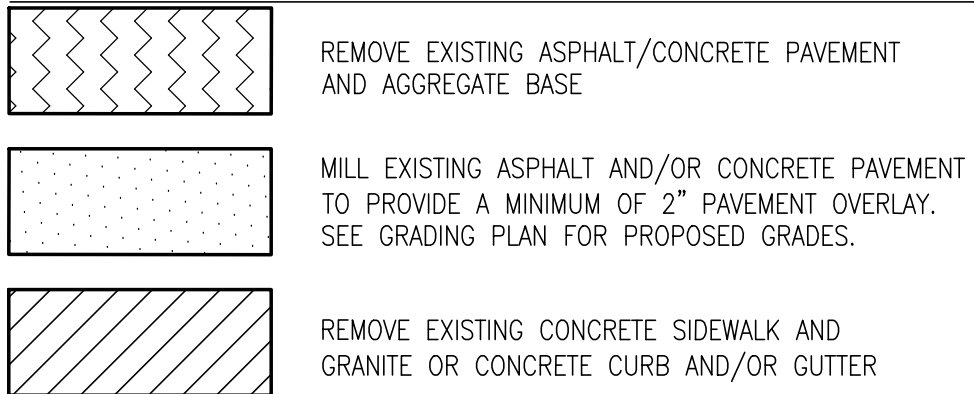 REMOVE EXISTING ASPHALT/CONCRETE PAVEMENT
AND AGGREGATE BASE
MILL EXISTING ASPHALT AND/OR CONCRETE PAVEMENT
TO PROVIDE A MINIMUM OF 2” PAVEMENT OVERLAY.
SEE GRADING PLAN FOR PROPOSED GRADES.
REMOVE EXISTING CONCRETE SIDEWALK AND
GRANITE OR CONCRETE CURB AND/OR GUTTER